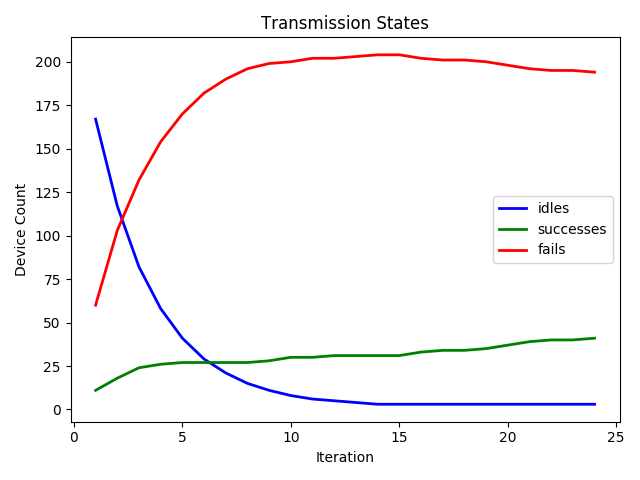 Transmission States
Device Count
200
175
150
125
100
75
50
25
0
idles
successes
fails
0 5 10 15 20 25
Iteration